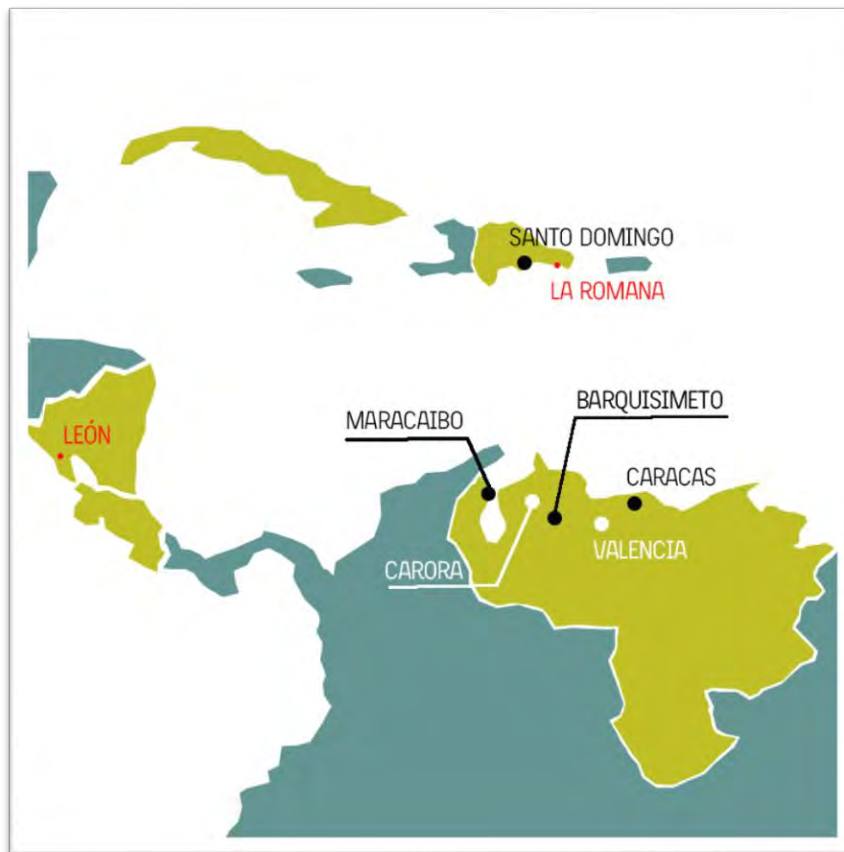 SANTO DOMINGO
LA ROMANA
BARQUISIMETO
MARACAIBO
LEÓN
CARACAS
VALENCIA
CARORA